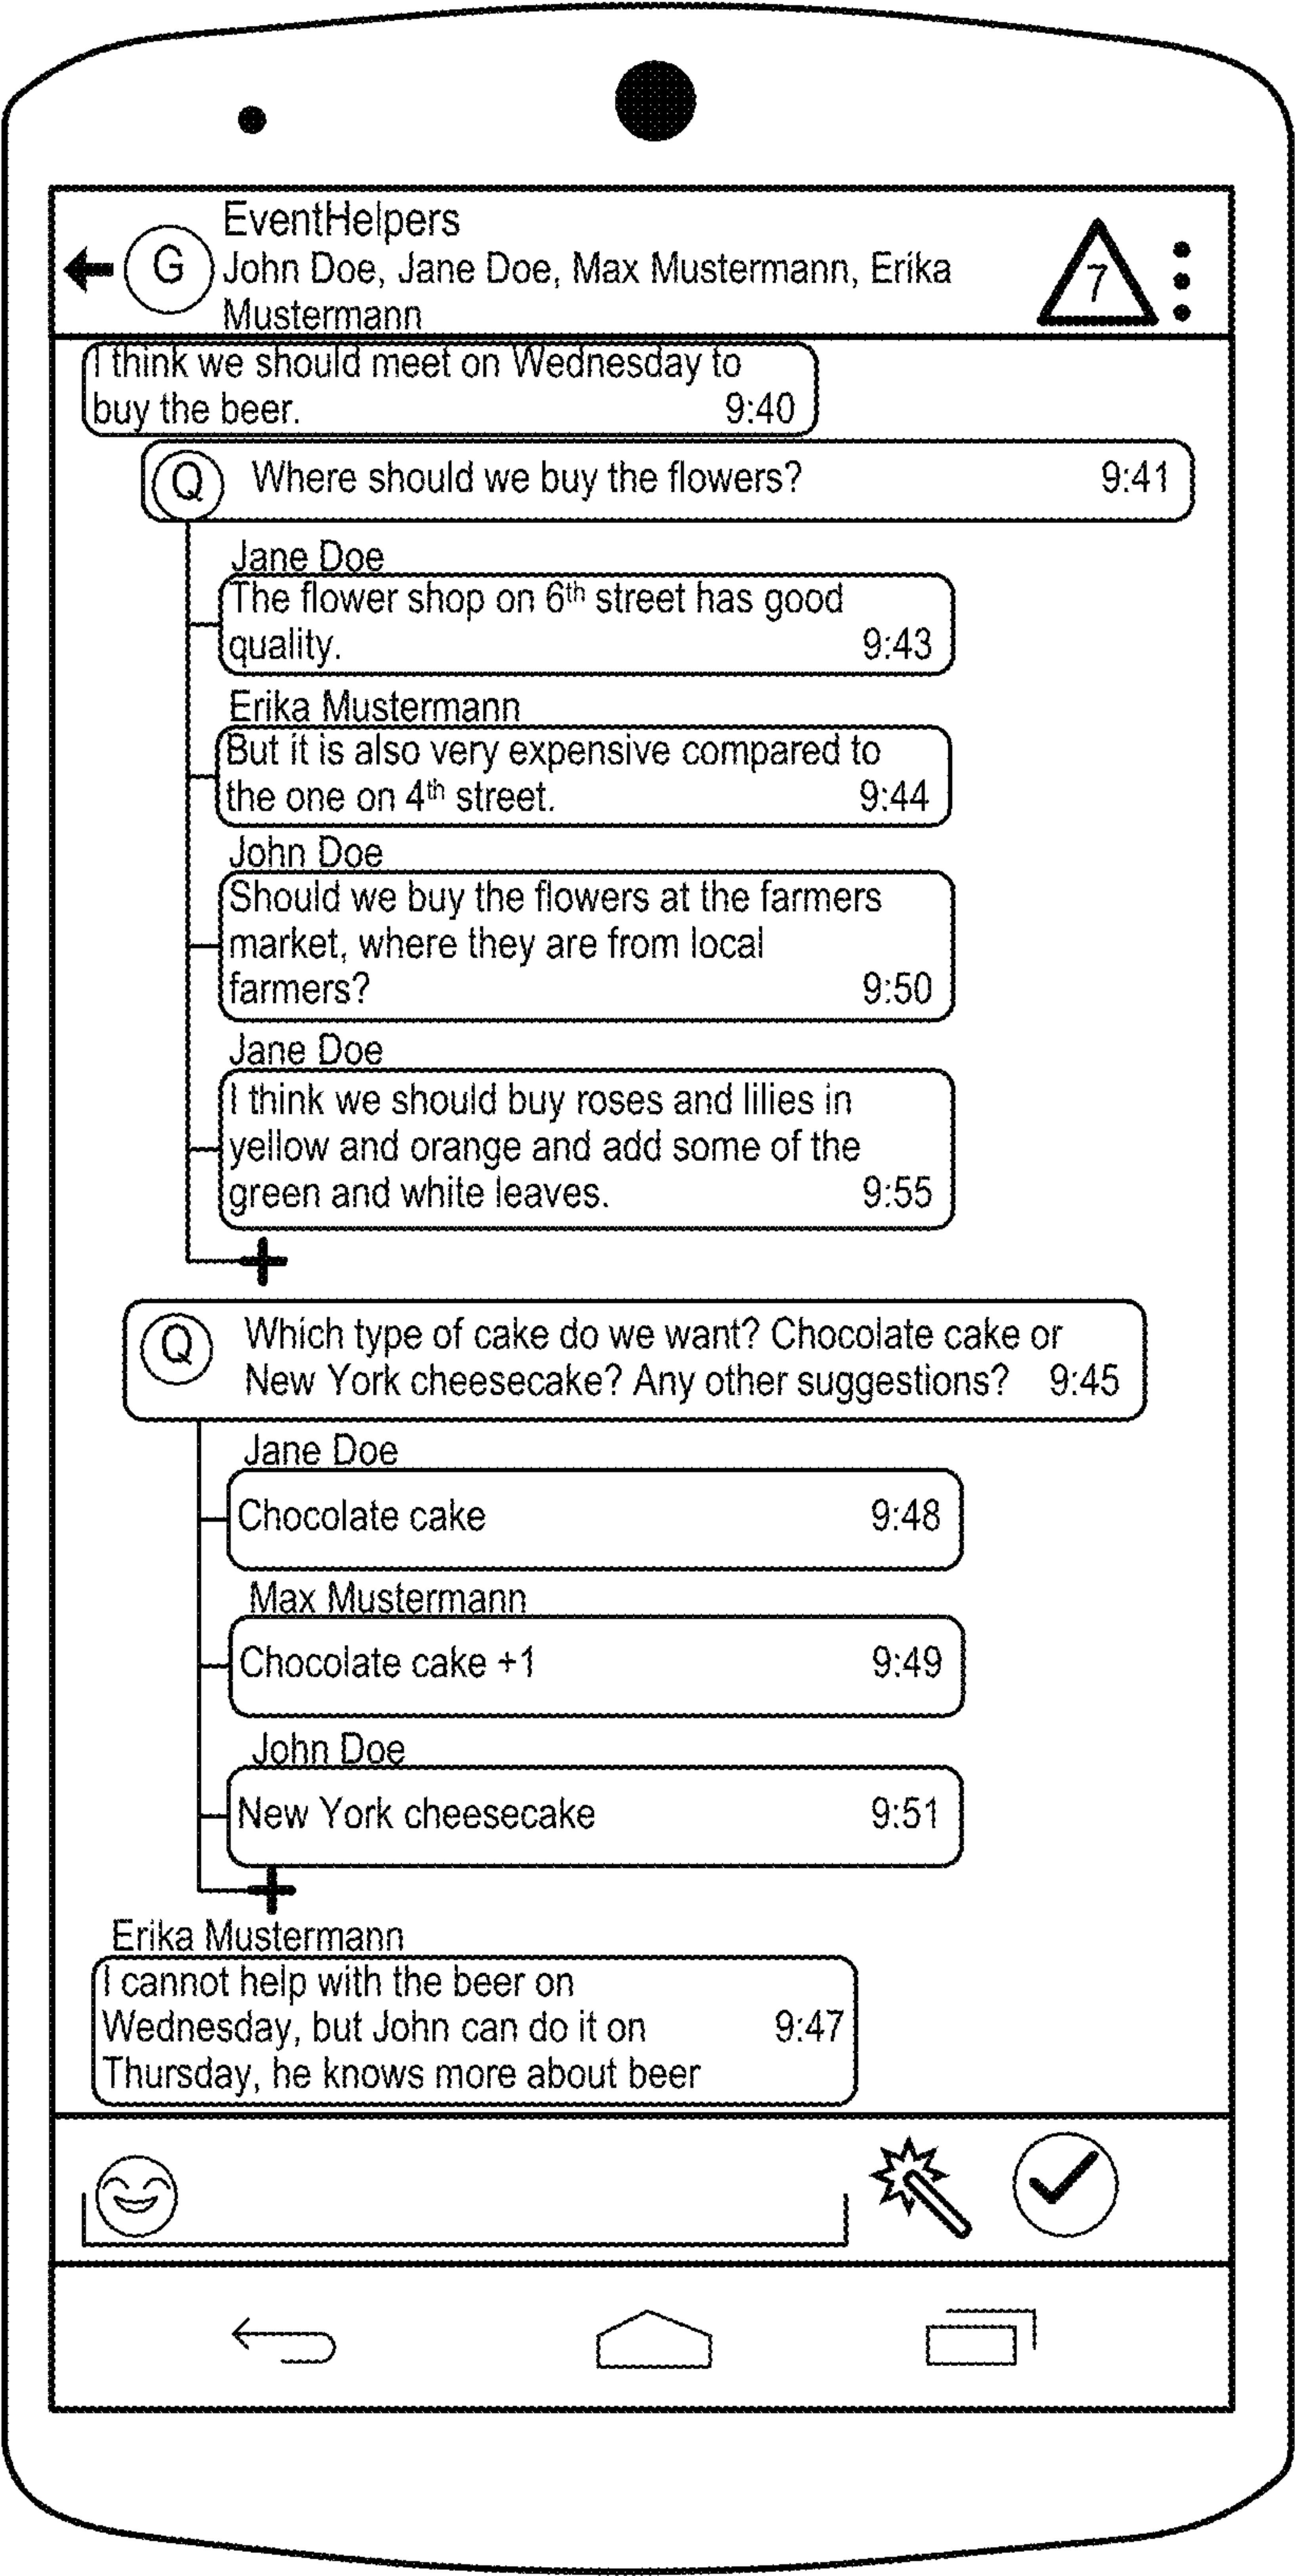 EventHelpers
G
John Doe, Jane Doe, Max Mustermann, Erika
Mustermann
7
I think we should meet on Wednesday to
buy the beer. 9:40
Q Where should we buy the flowers? 9:41
Jane Doe
The flower shop on 6th street has good
quality. 9:43
Erika Mustermann
But it is also very expensive compared to
the one on 4th street. 9:44
John Doe
Should we buy the flowers at the farmers
market, where they are from local
farmers? 9:50
Jane Doe
I think we should buy roses and lilies in
yellow and orange and add some of the
green and white leaves. 9:55
Q Which type of cake do we want? Chocolate cake or
New York cheesecake? Any other suggestions? 9:45
Jane Doe
Chocolate cake 9:48
Max Mustermann
Chocolate cake +1 9:49
John Doe
New York cheesecake 9:51
Erika Mustermann
I cannot help with the beer on
Wednesday, but John can do it on 9:47
Thursday, he knows more about beer